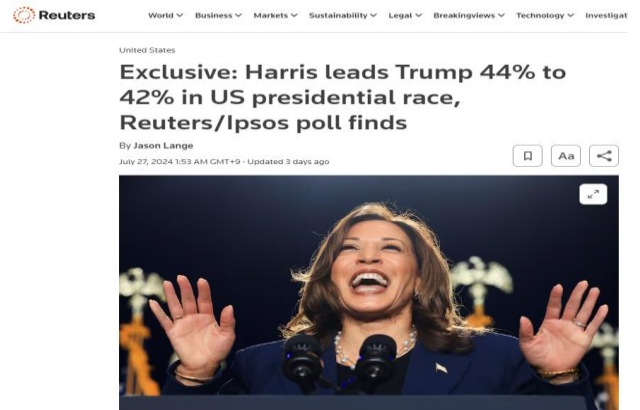 Reuters
World Business Markets Sustainability Legal Breakingviews Technology
United States
Exclusive: Harris leads Trump 44% to
42% in US presidential race,
Reuters/Ipsos poll finds
By Jason Lange
July 27, 2024 1:53 AM GMT+9 · Updated 3 days ago
Aa